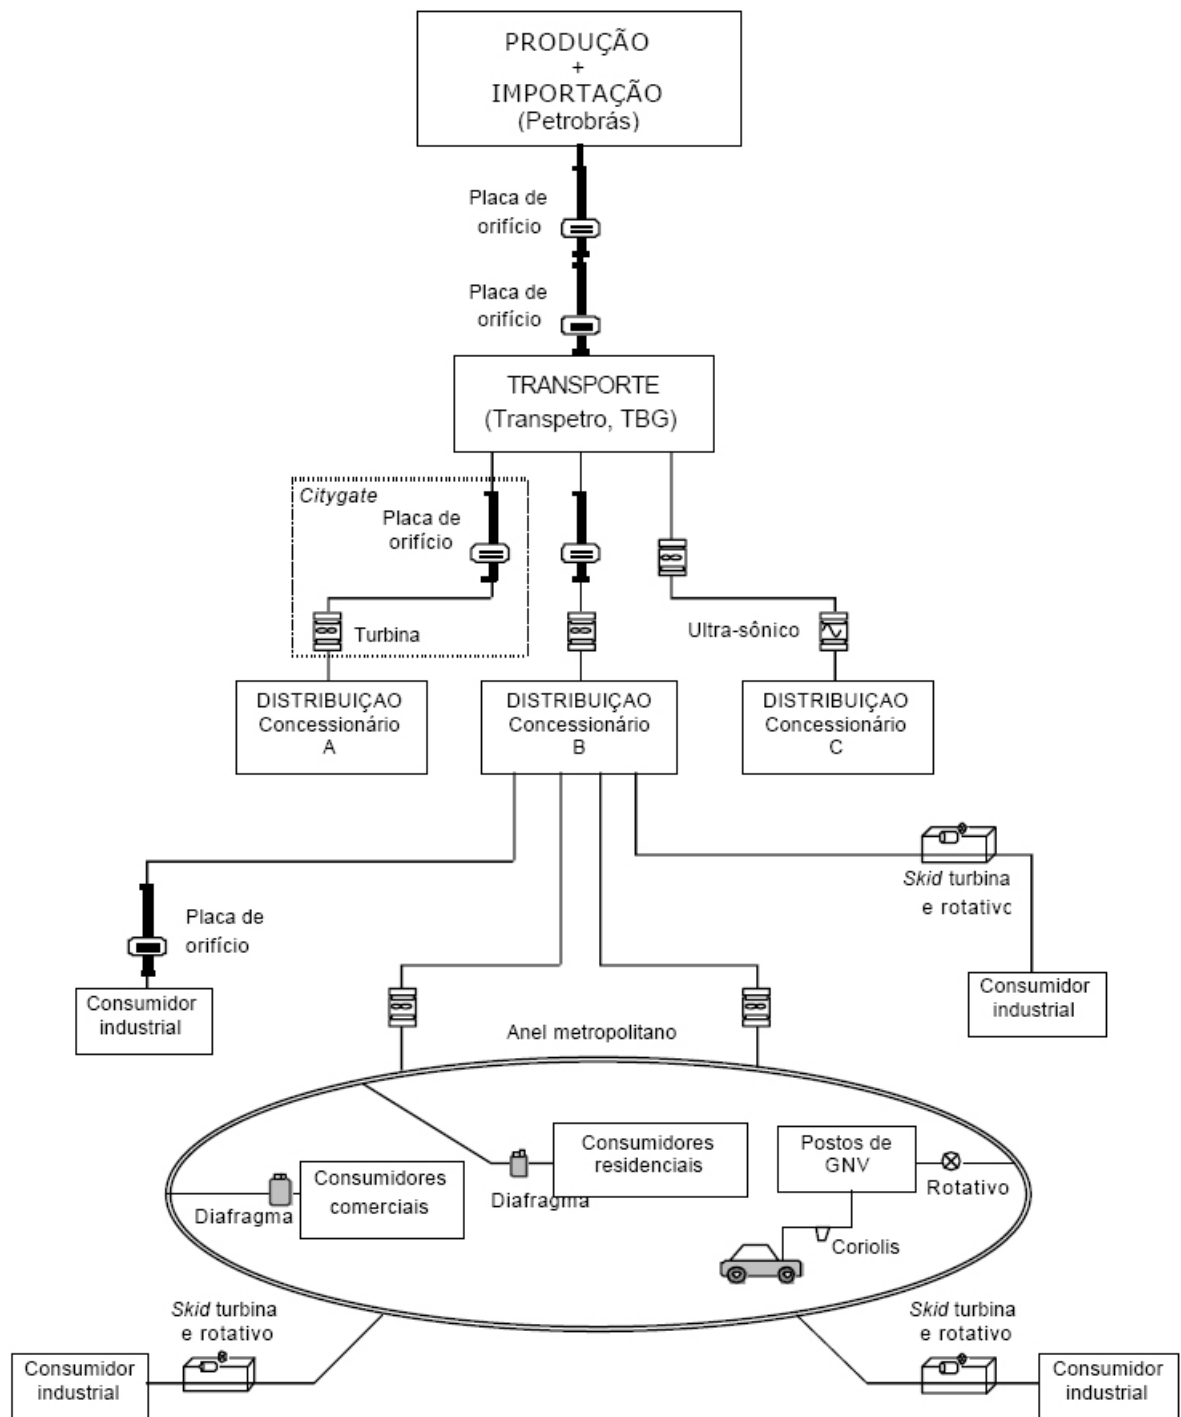 PRODUÇÃO
+
IMPORTAÇÃO
(Petrobrás)
Placa de
orifício
Placa de
orifício
TRANSPORTE
(Transpetro, TBG)
Citygate
Placa de
orifício
Turbina
Ultra-sônico
DISTRIBUIÇAO
Concessionário
A
DISTRIBUIÇAO
Concessionário
B
DISTRIBUIÇAO
Concessionário
C
Skid turbina
e rotativo
Placa de
orifício
Consumidor
industrial
Consumidor
industrial
Anel metropolitano
Consumidores
residenciais
Diafragma
Postos de
GNV
Rotativo
Consumidores
comerciais
Diafragma
Coriolis
Skid turbina
e rotativo
Skid turbina
e rotativo
Consumidor
industrial
Consumidor
industrial